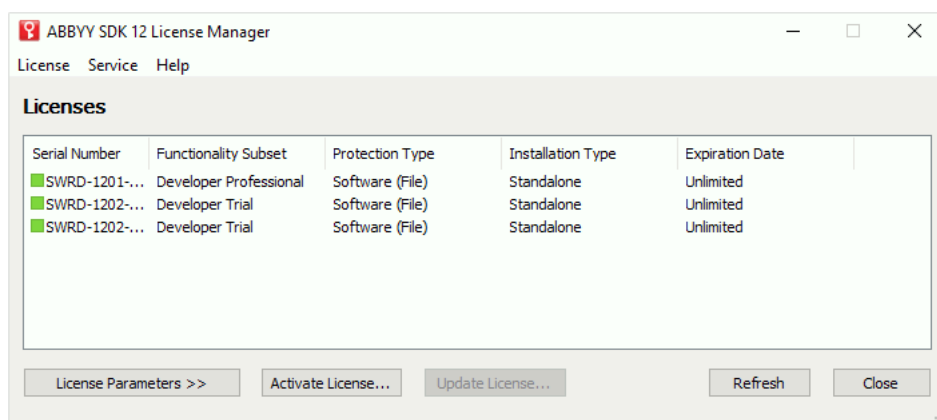 ABBYY SDK 12 License Manager
License Service Help
Licenses
Serial Number Functionality Subset Protection Type Installation Type Expiration Date
SWRD-1201-... Developer Professional Software (File) Standalone Unlimited
SWRD-1202-... Developer Trial Software (File) Standalone Unlimited
SWRD-1202-... Developer Trial Software (File) Standalone Unlimited
License Parameters >> Activate License... Update License... Refresh Close